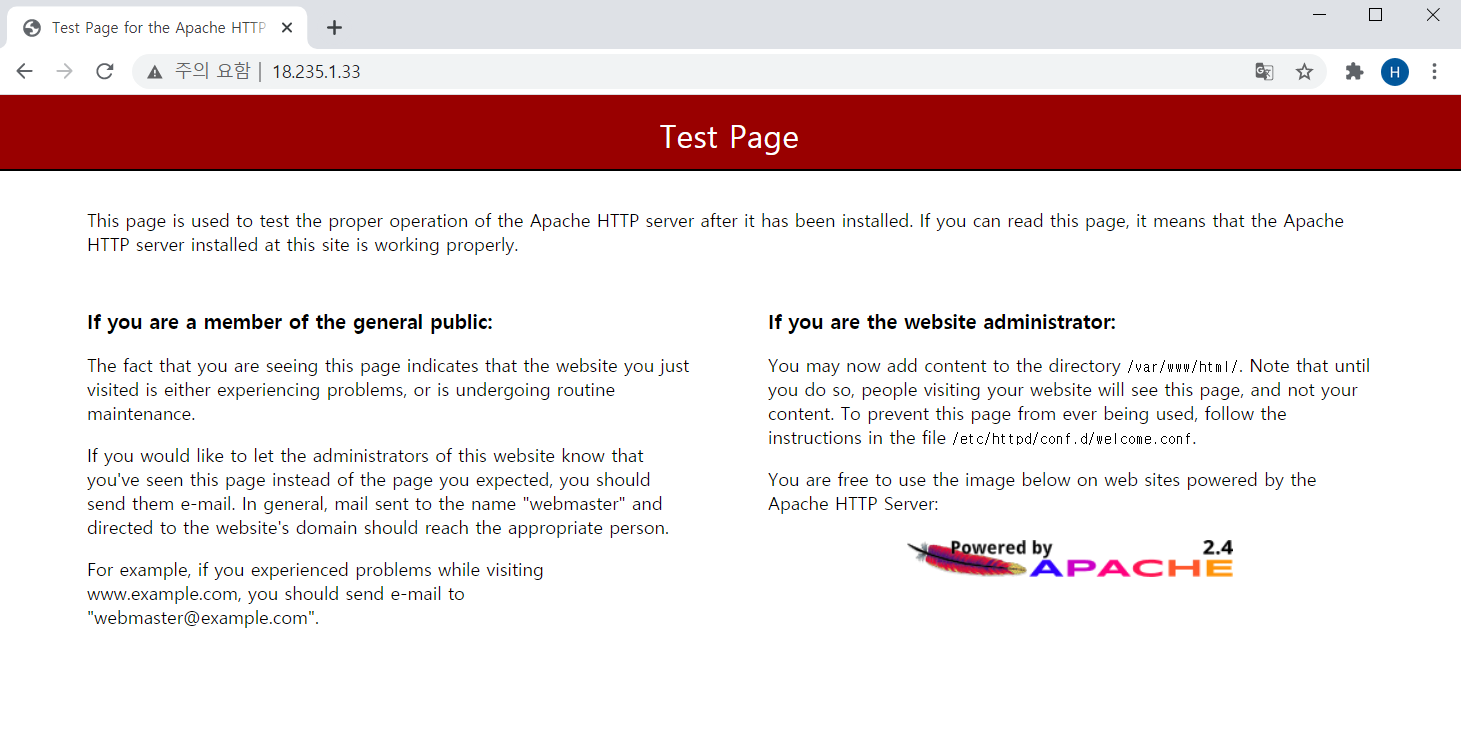 Test Page for the Apache HTTP
주의 요함 | 18.235.1.33
H
Test Page
This page is used to test the proper operation of the Apache HTTP server after it has been installed. If you can read this page, it means that the Apache
HTTP server installed at this site is working properly.
If you are a member of the general public:
The fact that you are seeing this page indicates that the website you just
visited is either experiencing problems, or is undergoing routine
maintenance.
If you would like to let the administrators of this website know that
you've seen this page instead of the page you expected, you should
send them e-mail. In general, mail sent to the name "webmaster" and
directed to the website's domain should reach the appropriate person.
For example, if you experienced problems while visiting
www.example.com, you should send e-mail to
"webmaster@example.com".
If you are the website administrator:
You may now add content to the directory /var/www/html/. Note that until
you do so, people visiting your website will see this page, and not your
content. To prevent this page from ever being used, follow the
instructions in the file /etc/httpd/conf.d/welcome.conf.
You are free to use the image below on web sites powered by the
Apache HTTP Server:
Powered by 2.4
APACHE